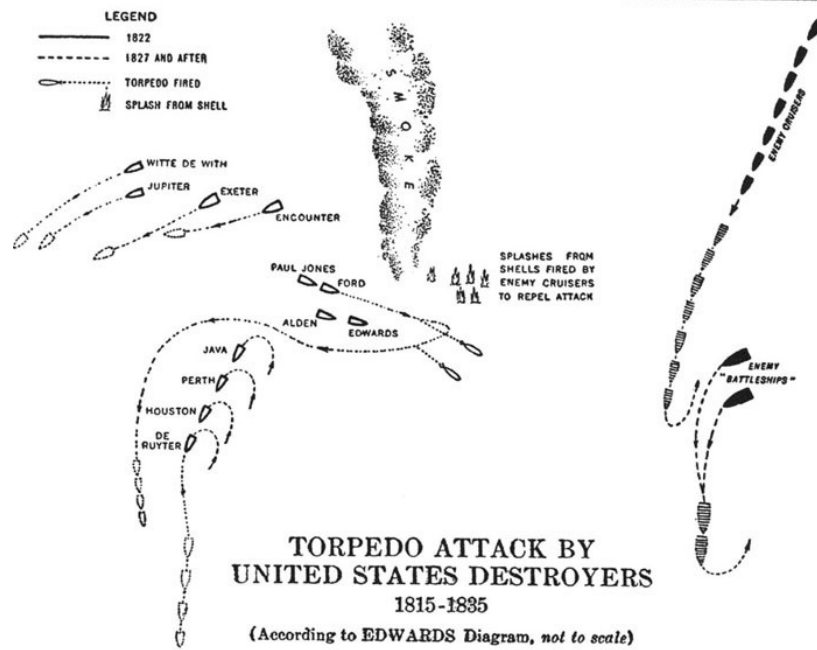 LEGEND
1822
1827 AND AFTER
TORPEDO FIRED
SPLASH FROM SHELL
SMOKE
ENEMY CRUISERS
WITTE DE WITH
JUPITER
EXETER
ENCOUNTER
SPLASHES FROM
SHELLS FIRED BY
ENEMY CRUISERS
TO REPEL ATTACK
PAUL JONES
FORD
ALDEN
EDWARDS
JAVA
PERTH
HOUSTON
DE
RUYTER
ENEMY
"BATTLESHIPS"
TORPEDO ATTACK BY
UNITED STATES DESTROYERS
1815-1835
(According to EDWARDS Diagram, not to scale)